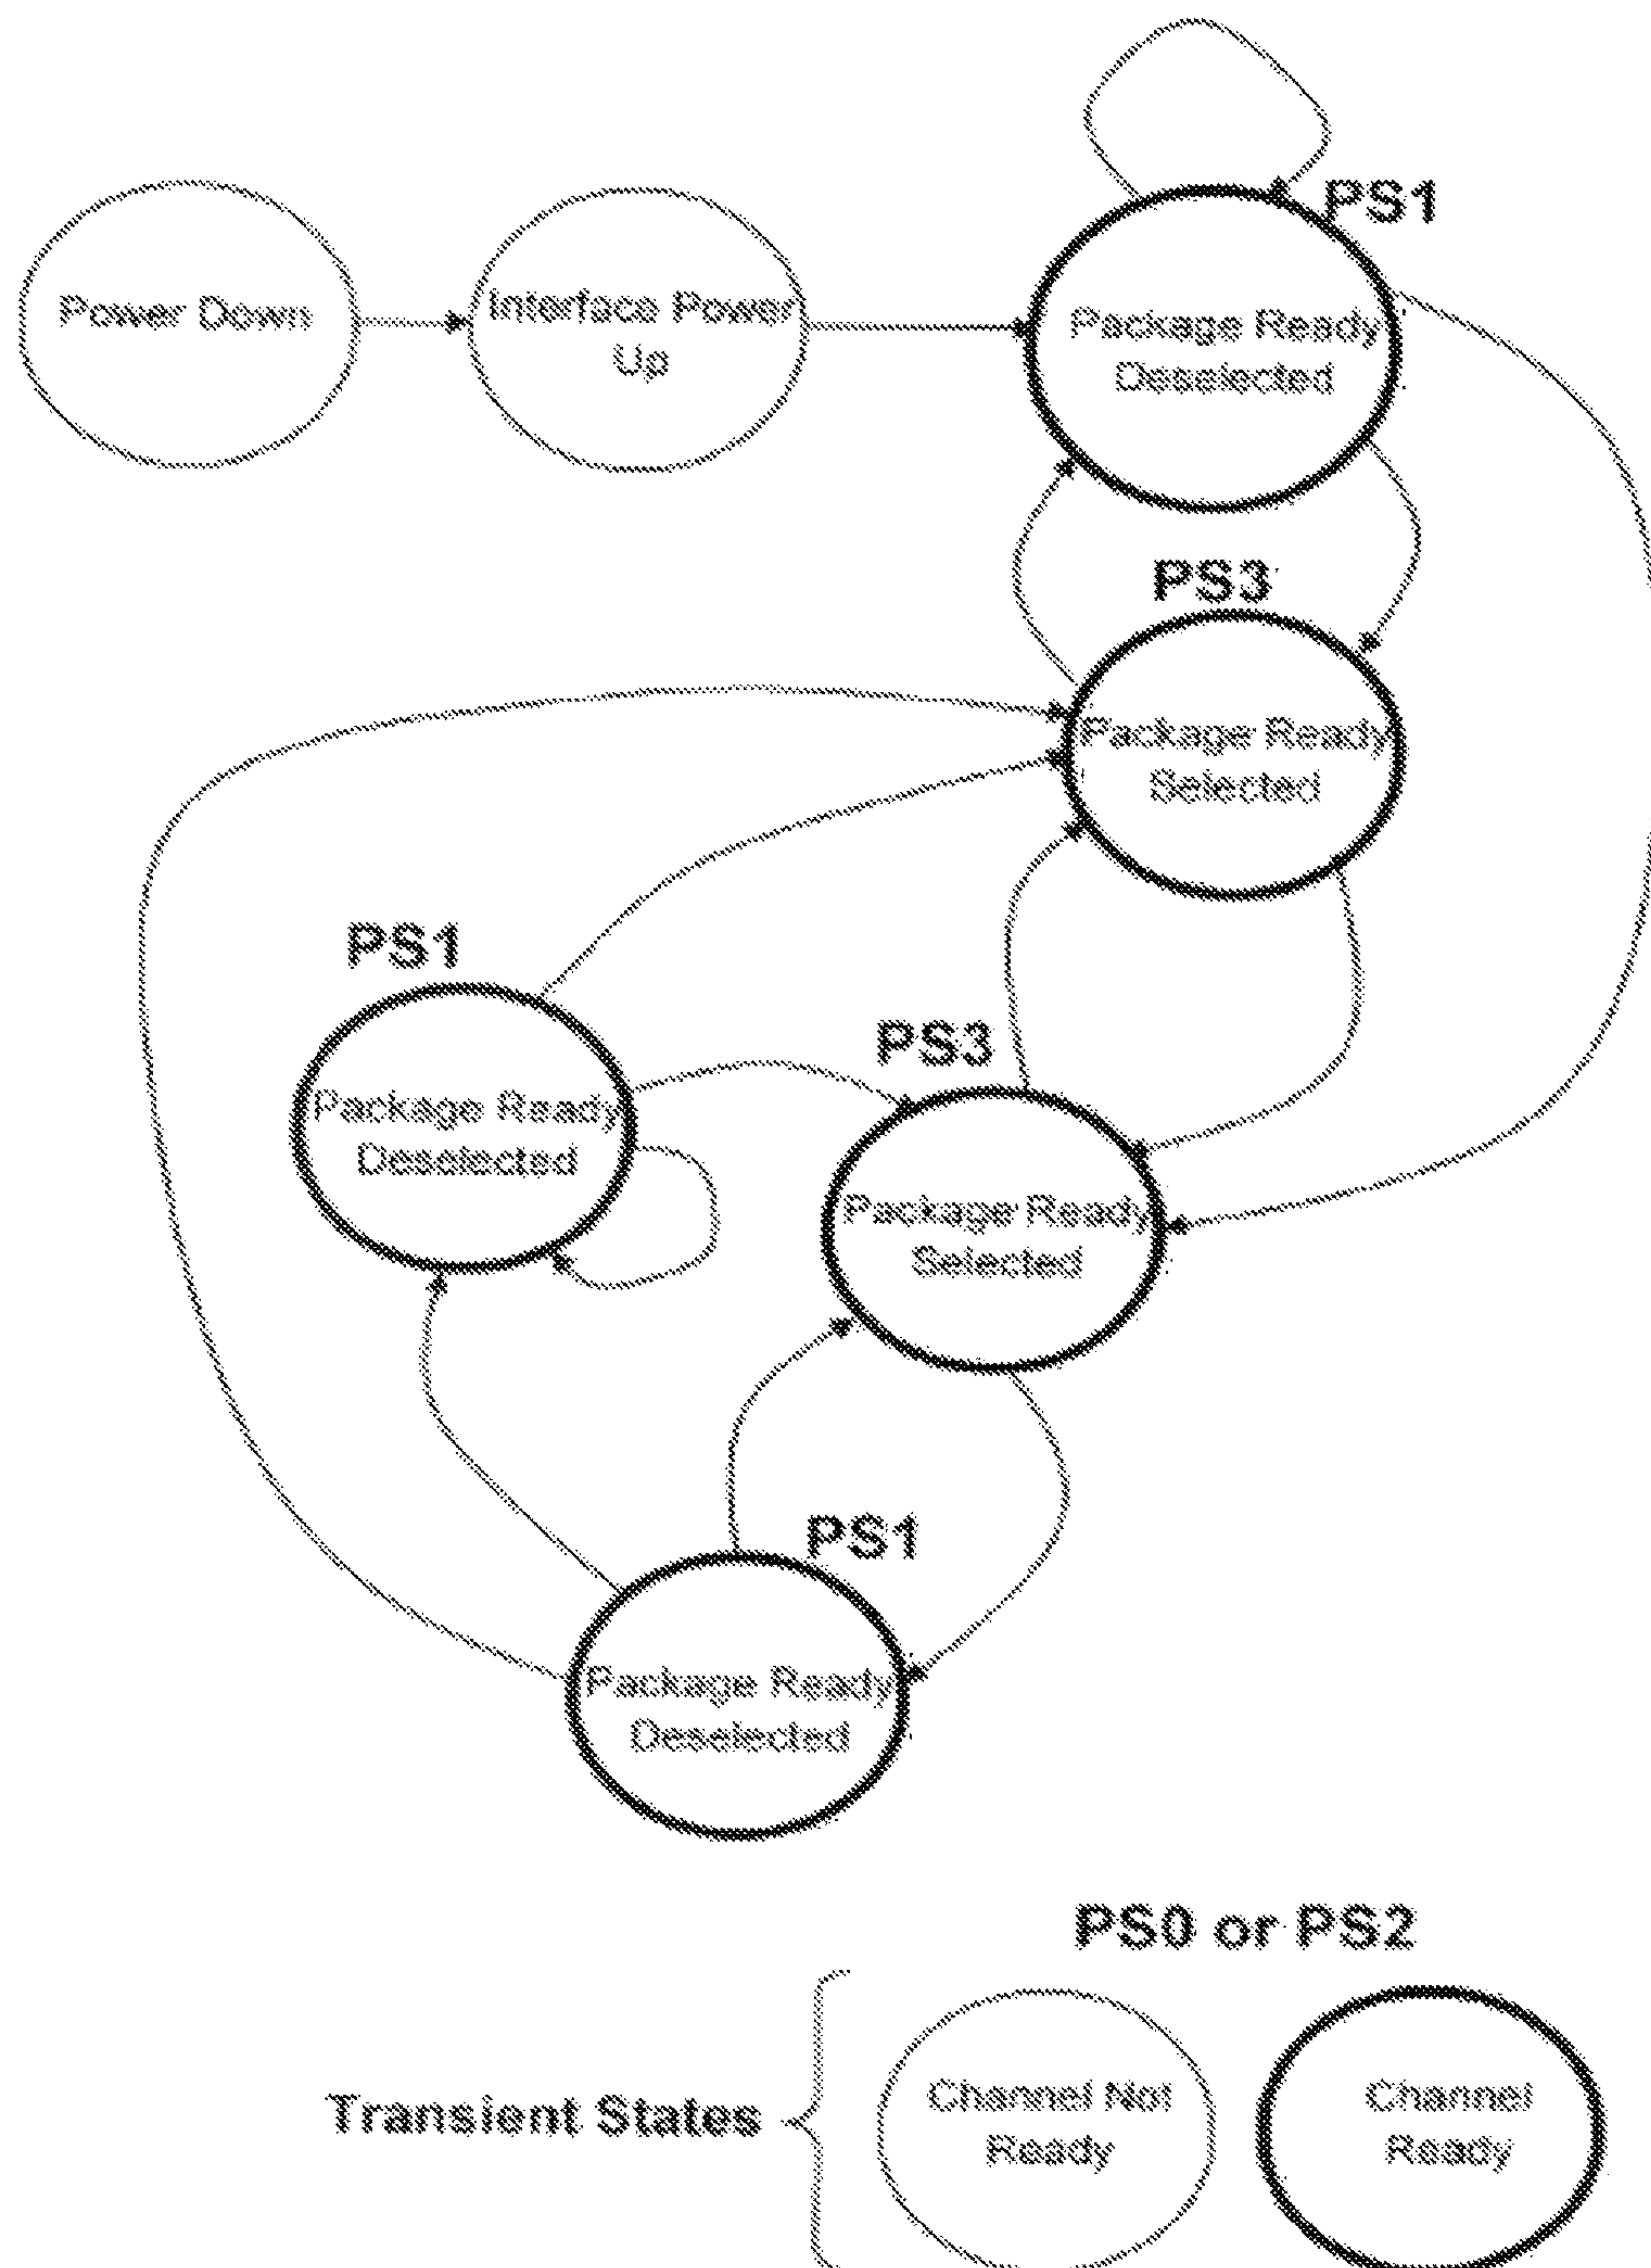 PS1
Power Down
Interface Power
Up
Package Ready
Deselected
PS3
Package Ready
Selected
PS1
Package Ready
Deselected
PS3
Package Ready
Selected
PS1
Package Ready
Deselected
PS0 or PS2
Transient States
Channel Not
Ready
Channel
Ready